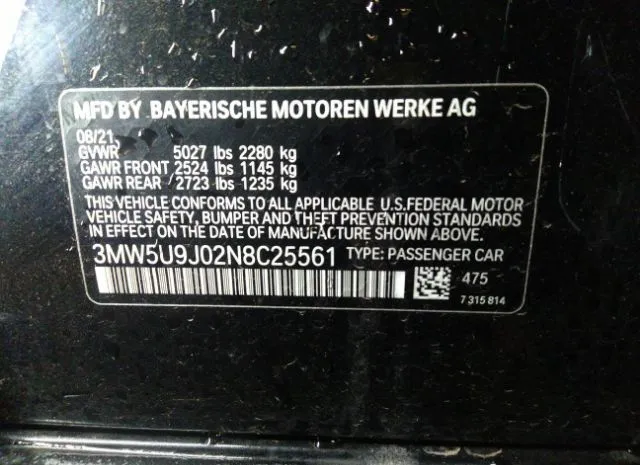 MFD BY BAYERISCHE MOTOREN WERKE AG
08/21
GVWR 5027 lbs 2280 kg
GAWR FRONT 2524 lbs 1145 kg
GAWR REAR 2723 lbs 1235 kg
THIS VEHICLE CONFORMS TO ALL APPLICABLE U.S.FEDERAL MOTOR
VEHICLE SAFETY, BUMPER AND THEFT PREVENTION STANDARDS
IN EFFECT ON THE DATE OF MANUFACTURE SHOWN ABOVE.
3MW5U9J02N8C25561 TYPE: PASSENGER CAR
475
7 315 814